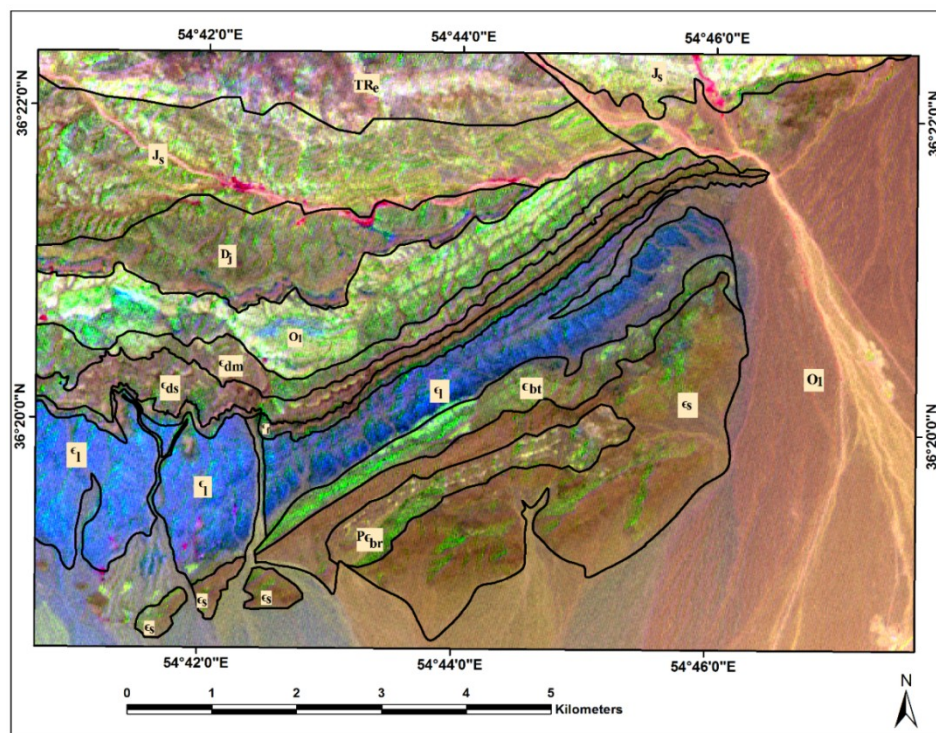 54°42'0"E 54°44'0"E 54°46'0"E
36°22'0"N
36°22'0"N
TRe
Js
Js
Dj
Ol
Єdm
Єds
Єl
Єbt
Єs
Ol
36°20'0"N
36°20'0"N
Єl
Єl
PЄbr
Єs
Єs
Єs
54°42'0"E 54°44'0"E 54°46'0"E
0 1 2 3 4 5
Kilometers
N